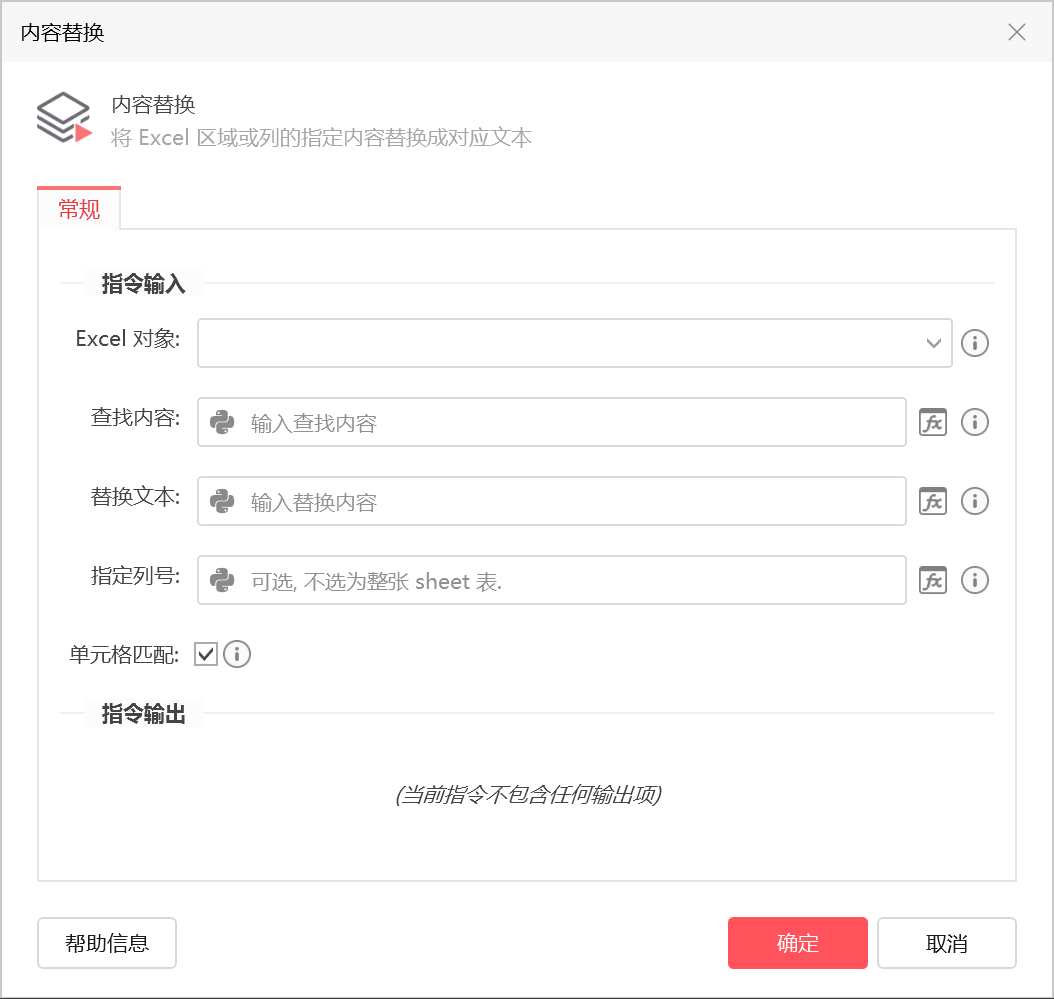 内容替换
内容替换
将 Excel 区域或列的指定内容替换成对应文本
常规
指令输入
Excel 对象:
查找内容: 输入查找内容 fx
替换文本: 输入替换内容 fx
指定列号: 可选, 不选为整张 sheet 表. fx
单元格匹配:
指令输出
(当前指令不包含任何输出项)
帮助信息 确定 取消